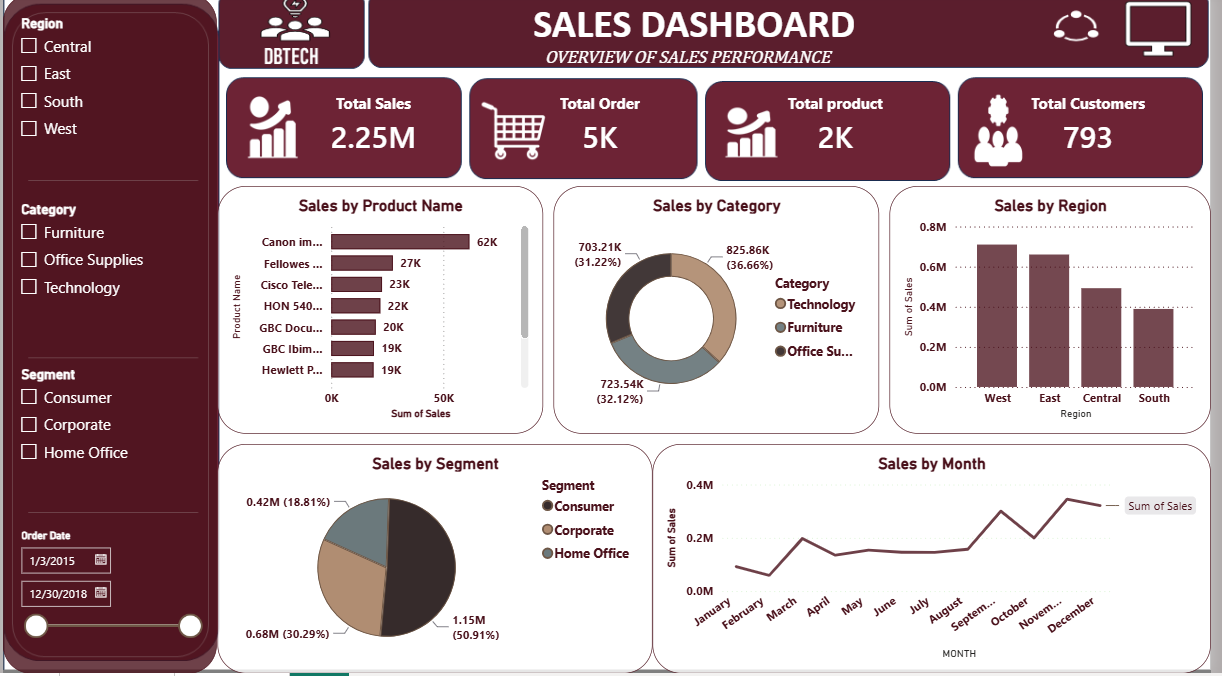 Region
Central
East
South
West
Category
Furniture
Office Supplies
Technology
Segment
Consumer
Corporate
Home Office
Order Date
1/3/2015
12/30/2018
DBTECH
SALES DASHBOARD
OVERVIEW OF SALES PERFORMANCE
Total Sales
2.25M
Total Order
5K
Total product
2K
Total Customers
793
Sales by Product Name
Product Name
Canon im... 62K
Fellowes ... 27K
Cisco Tele... 23K
HON 540... 22K
GBC Docu... 20K
GBC Ibim... 19K
Hewlett P... 19K
0K 50K
Sum of Sales
Sales by Category
703.21K
(31.22%)
825.86K
(36.66%)
723.54K
(32.12%)
Category
Technology
Furniture
Office Su...
Sales by Region
Sum of Sales
0.8M
0.6M
0.4M
0.2M
0.0M
West East Central South
Region
Sales by Segment
0.42M (18.81%)
0.68M (30.29%)
1.15M
(50.91%)
Segment
Consumer
Corporate
Home Office
Sales by Month
Sum of Sales
0.4M
0.2M
0.0M
Sum of Sales
January February March April May June July August Septem... October Novem... December
MONTH